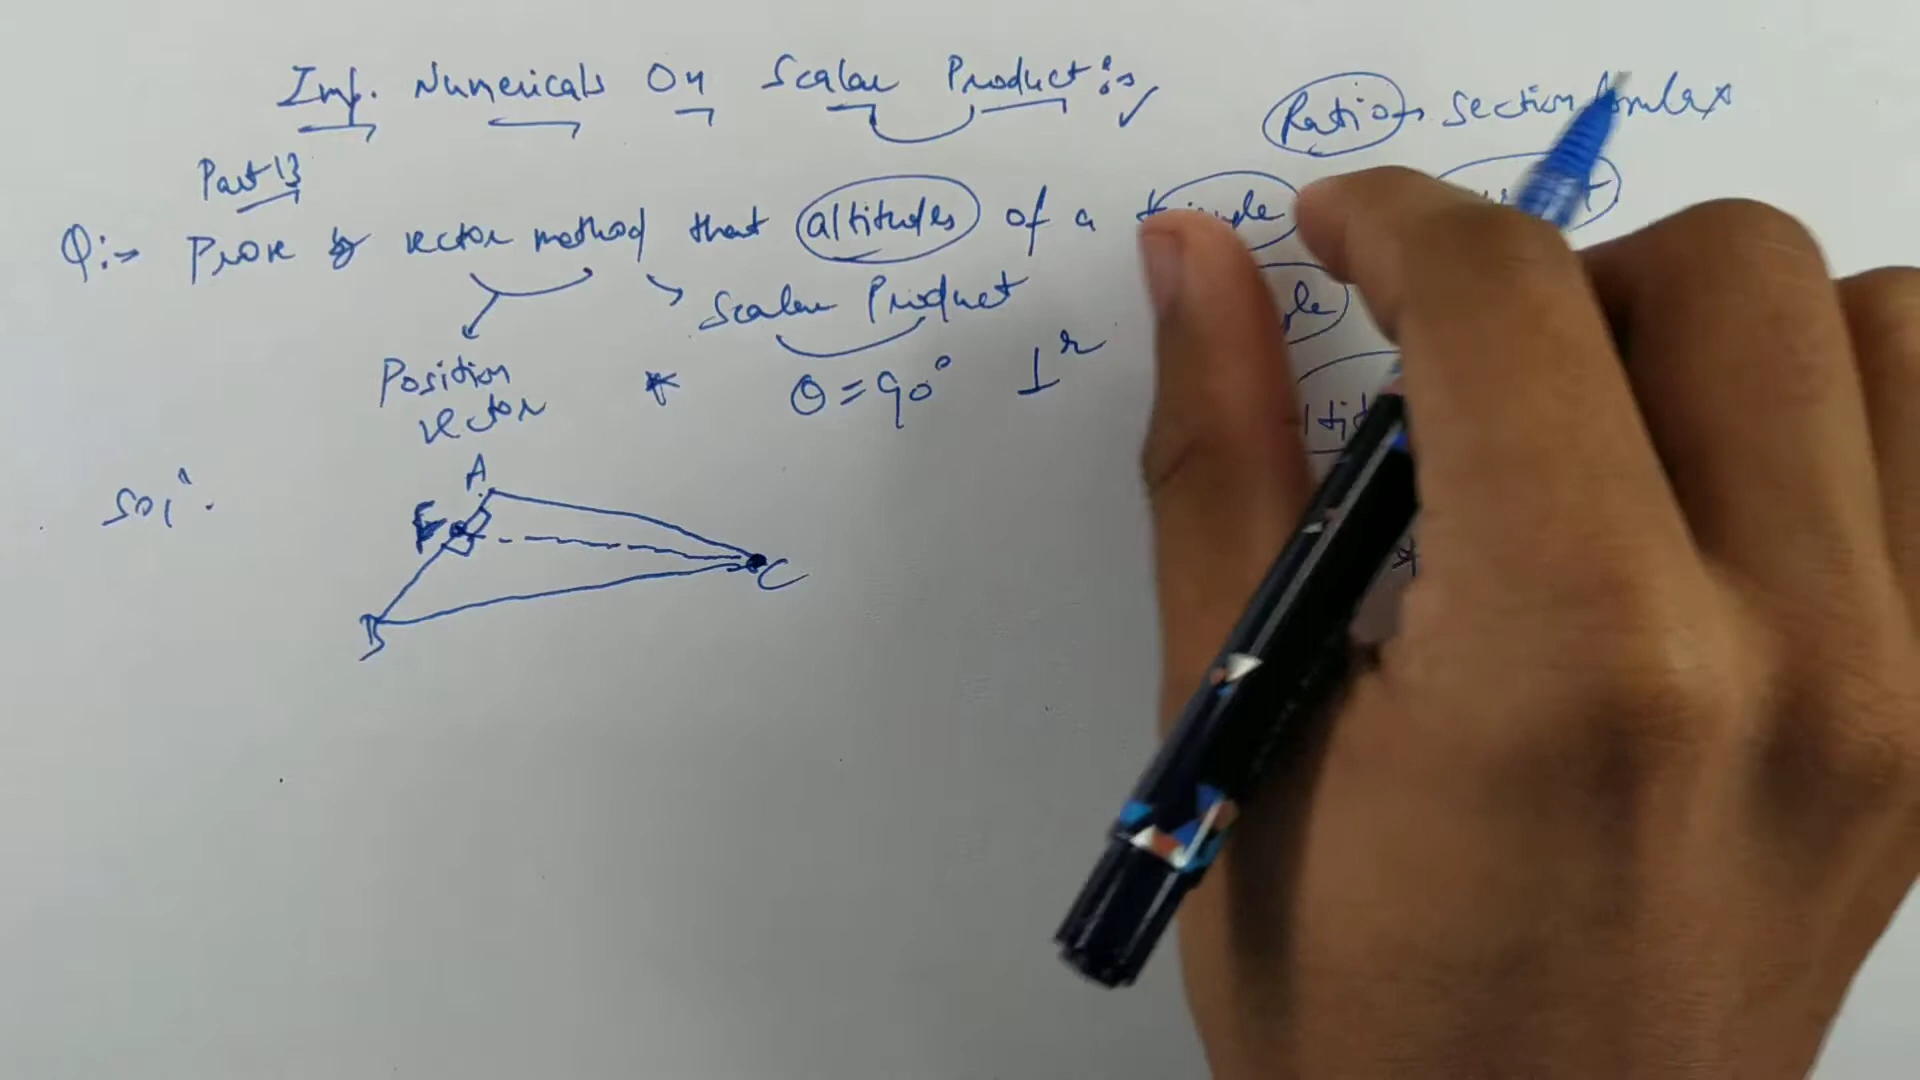 Imp. Numericals On Scalar Product:
Ratio → Section
Part 13
Q:- Prove by vector method that altitudes of a
Scalar Product
Position
vector
* θ = 90° ⊥r
Sol^n.
A
F
C
B
*